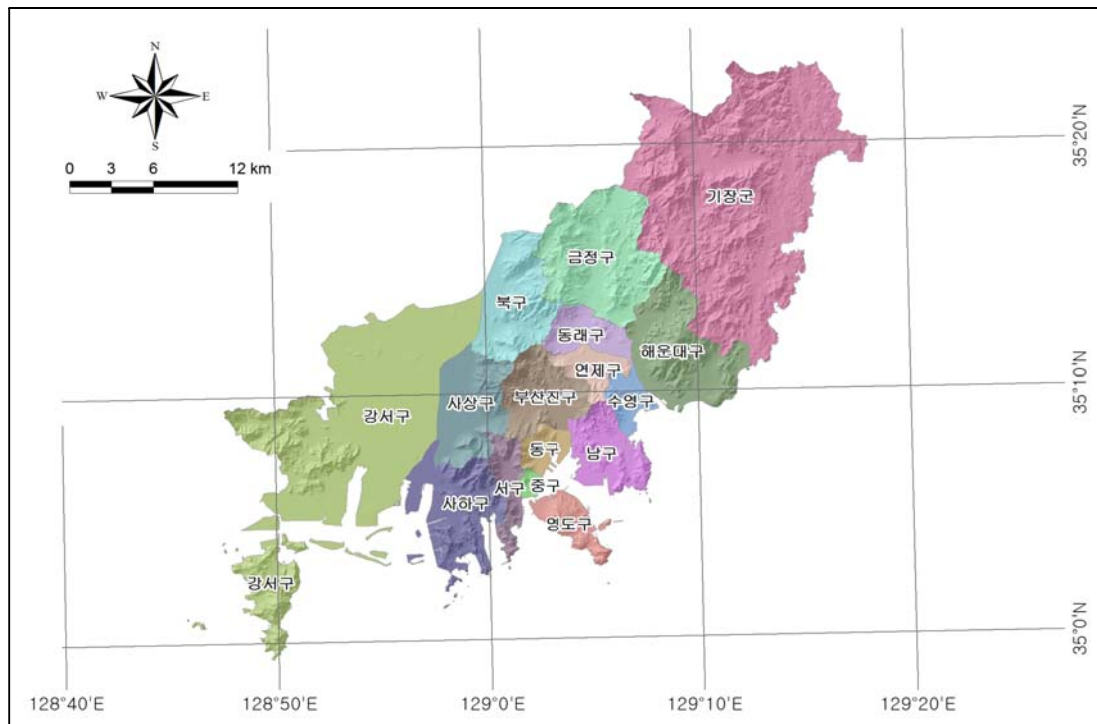 N
W E
S
0 3 6 12 km
35°20'N
기장군
금정구
북구
동래구
해운대구
연제구
35°10'N
부산진구
수영구
사상구
강서구
동구
남구
서구
중구
사하구
영도구
강서구
35°0'N
128°40'E 128°50'E 129°0'E 129°10'E 129°20'E